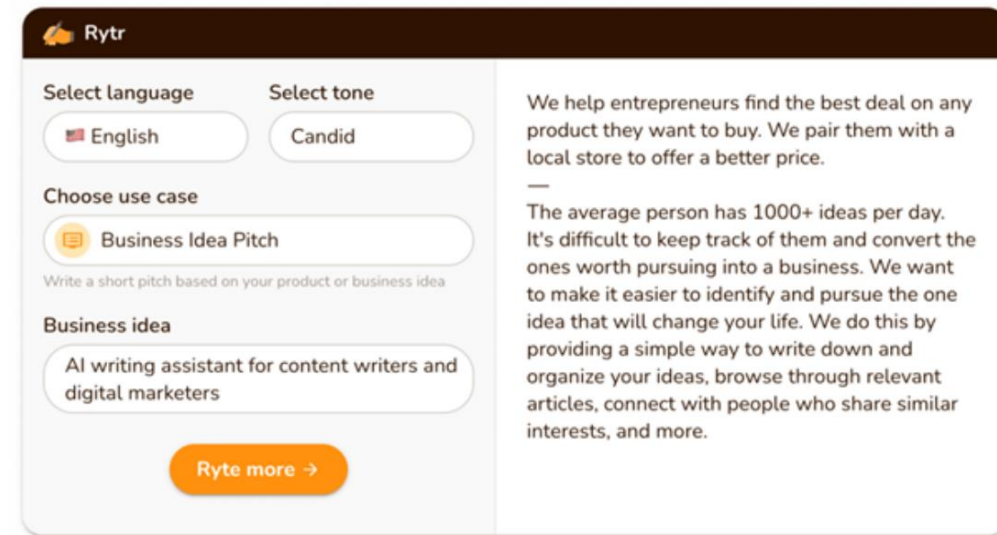 Rytr
Select language
Select tone
English
Candid
Choose use case
Business Idea Pitch
Write a short pitch based on your product or business idea
Business idea
AI writing assistant for content writers and
digital marketers
Ryte more →
We help entrepreneurs find the best deal on any
product they want to buy. We pair them with a
local store to offer a better price.
—
The average person has 1000+ ideas per day.
It's difficult to keep track of them and convert the
ones worth pursuing into a business. We want
to make it easier to identify and pursue the one
idea that will change your life. We do this by
providing a simple way to write down and
organize your ideas, browse through relevant
articles, connect with people who share similar
interests, and more.